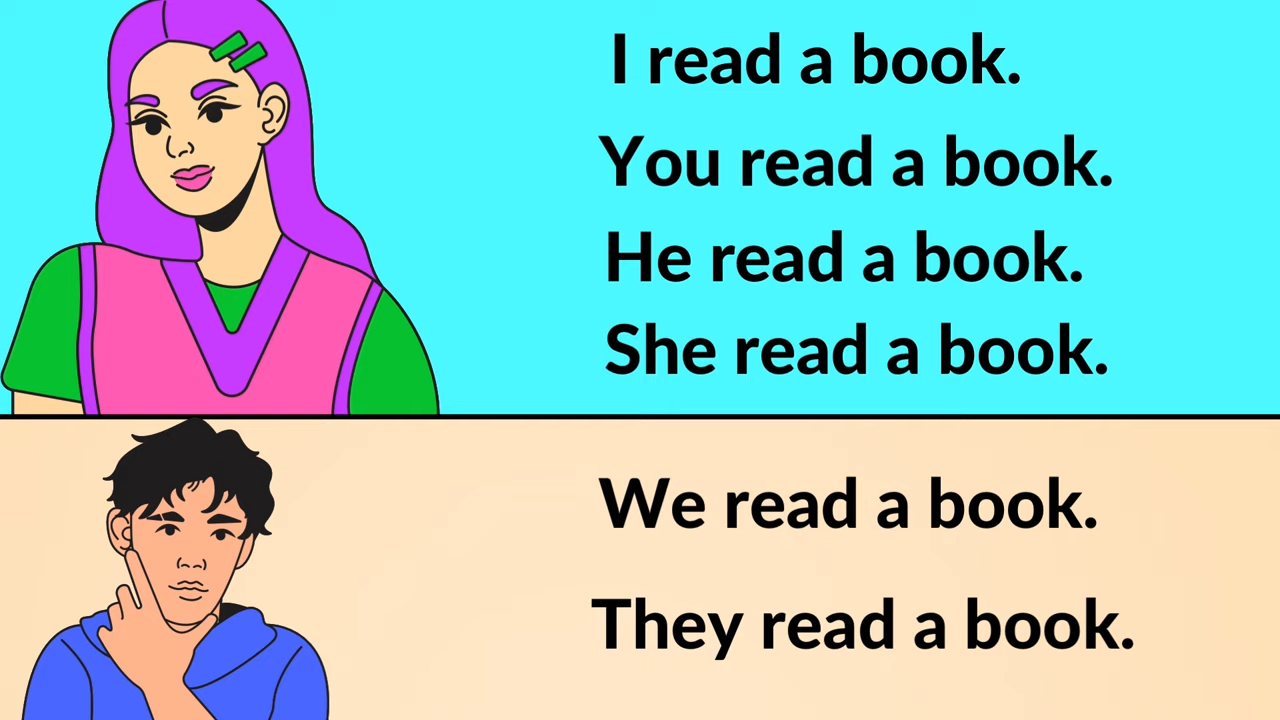 I read a book.
You read a book.
He read a book.
She read a book.
We read a book.
They read a book.